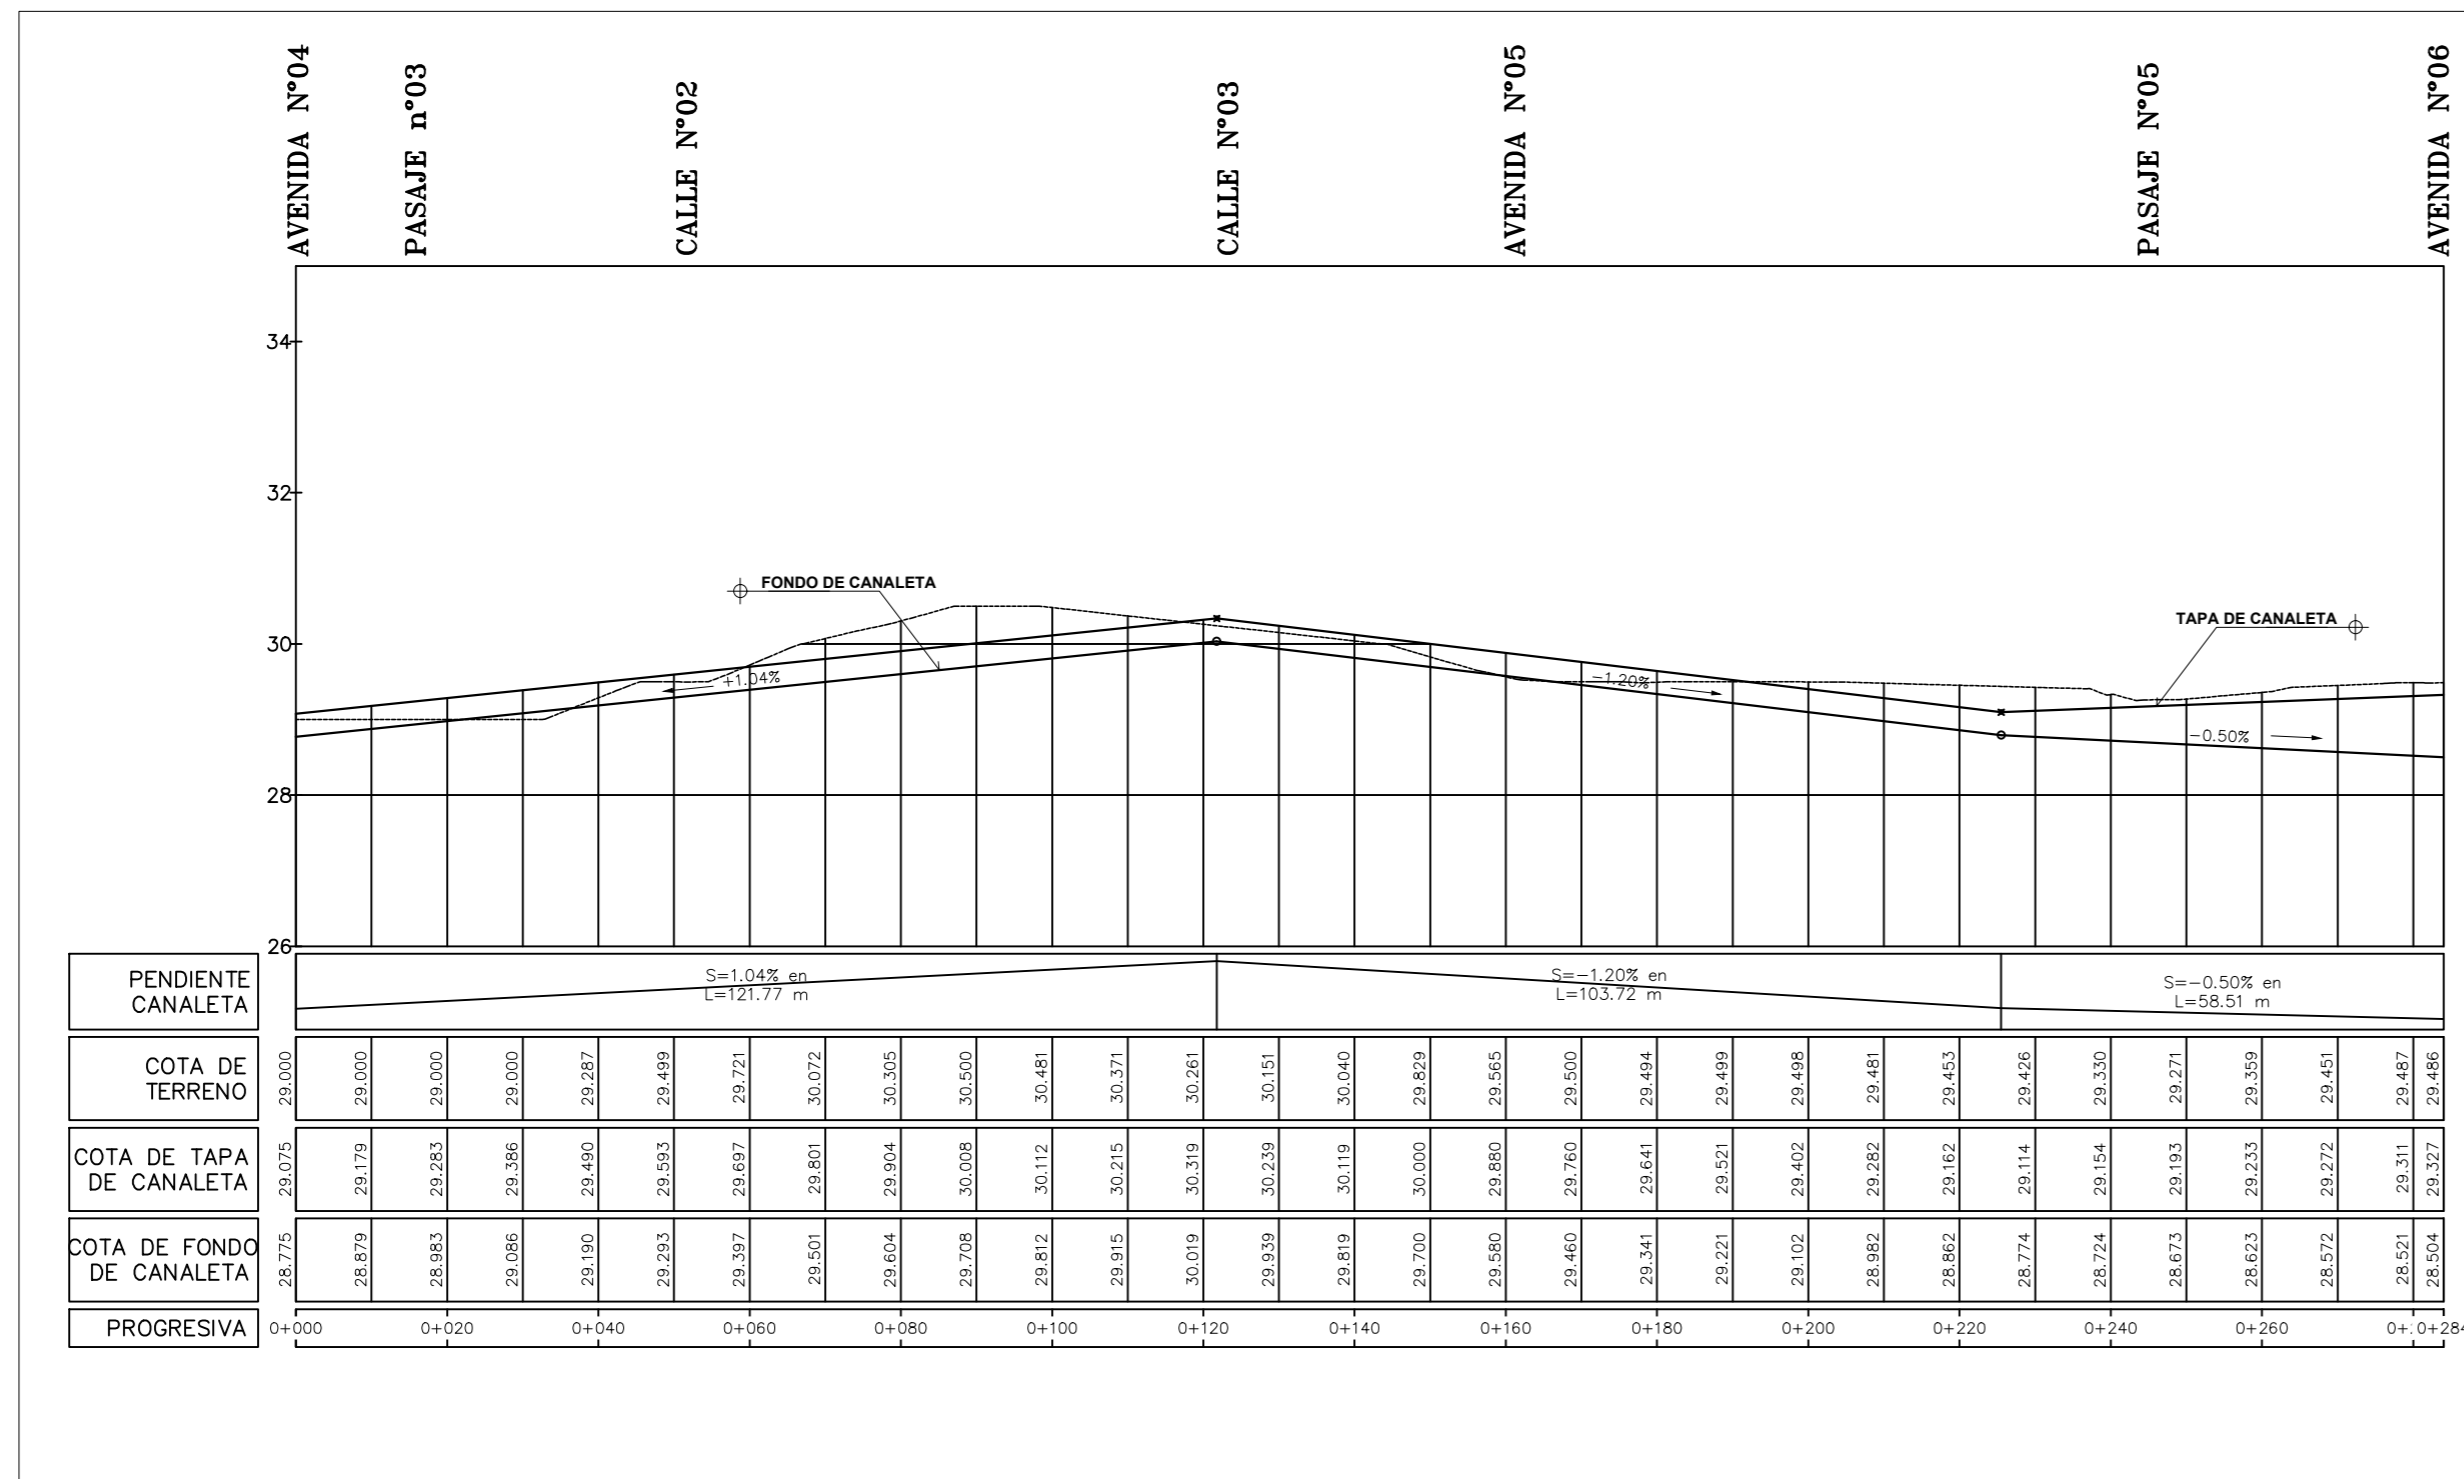 AVENIDA N°04
PASAJE n°03
CALLE N°02
CALLE N°03
AVENIDA N°05
PASAJE N°05
AVENIDA N°06
34
32
30
28
26
FONDO DE CANALETA
TAPA DE CANALETA
+1.04%
-1.20%
-0.50%
PENDIENTE
CANALETA
S=1.04% en
L=121.77 m
S=-1.20% en
L=103.72 m
S=-0.50% en
L=58.51 m
COTA DE
TERRENO
29.000 29.000 29.000 29.000 29.287 29.499 29.721 30.072 30.305 30.500 30.481 30.371 30.261 30.151 30.040 29.829 29.565 29.500 29.494 29.499 29.498 29.481 29.453 29.426 29.330 29.271 29.359 29.451 29.487 29.486
COTA DE TAPA
DE CANALETA
29.075 29.179 29.283 29.386 29.490 29.593 29.697 29.801 29.904 30.008 30.112 30.215 30.319 30.239 30.119 30.000 29.880 29.760 29.641 29.521 29.402 29.282 29.162 29.114 29.154 29.193 29.233 29.272 29.311 29.327
COTA DE FONDO
DE CANALETA
28.775 28.879 28.983 29.086 29.190 29.293 29.397 29.501 29.604 29.708 29.812 29.915 30.019 29.939 29.819 29.700 29.580 29.460 29.341 29.221 29.102 28.982 28.862 28.774 28.724 28.673 28.623 28.572 28.521 28.504
PROGRESIVA
0+000 0+020 0+040 0+060 0+080 0+100 0+120 0+140 0+160 0+180 0+200 0+220 0+240 0+260 0+284